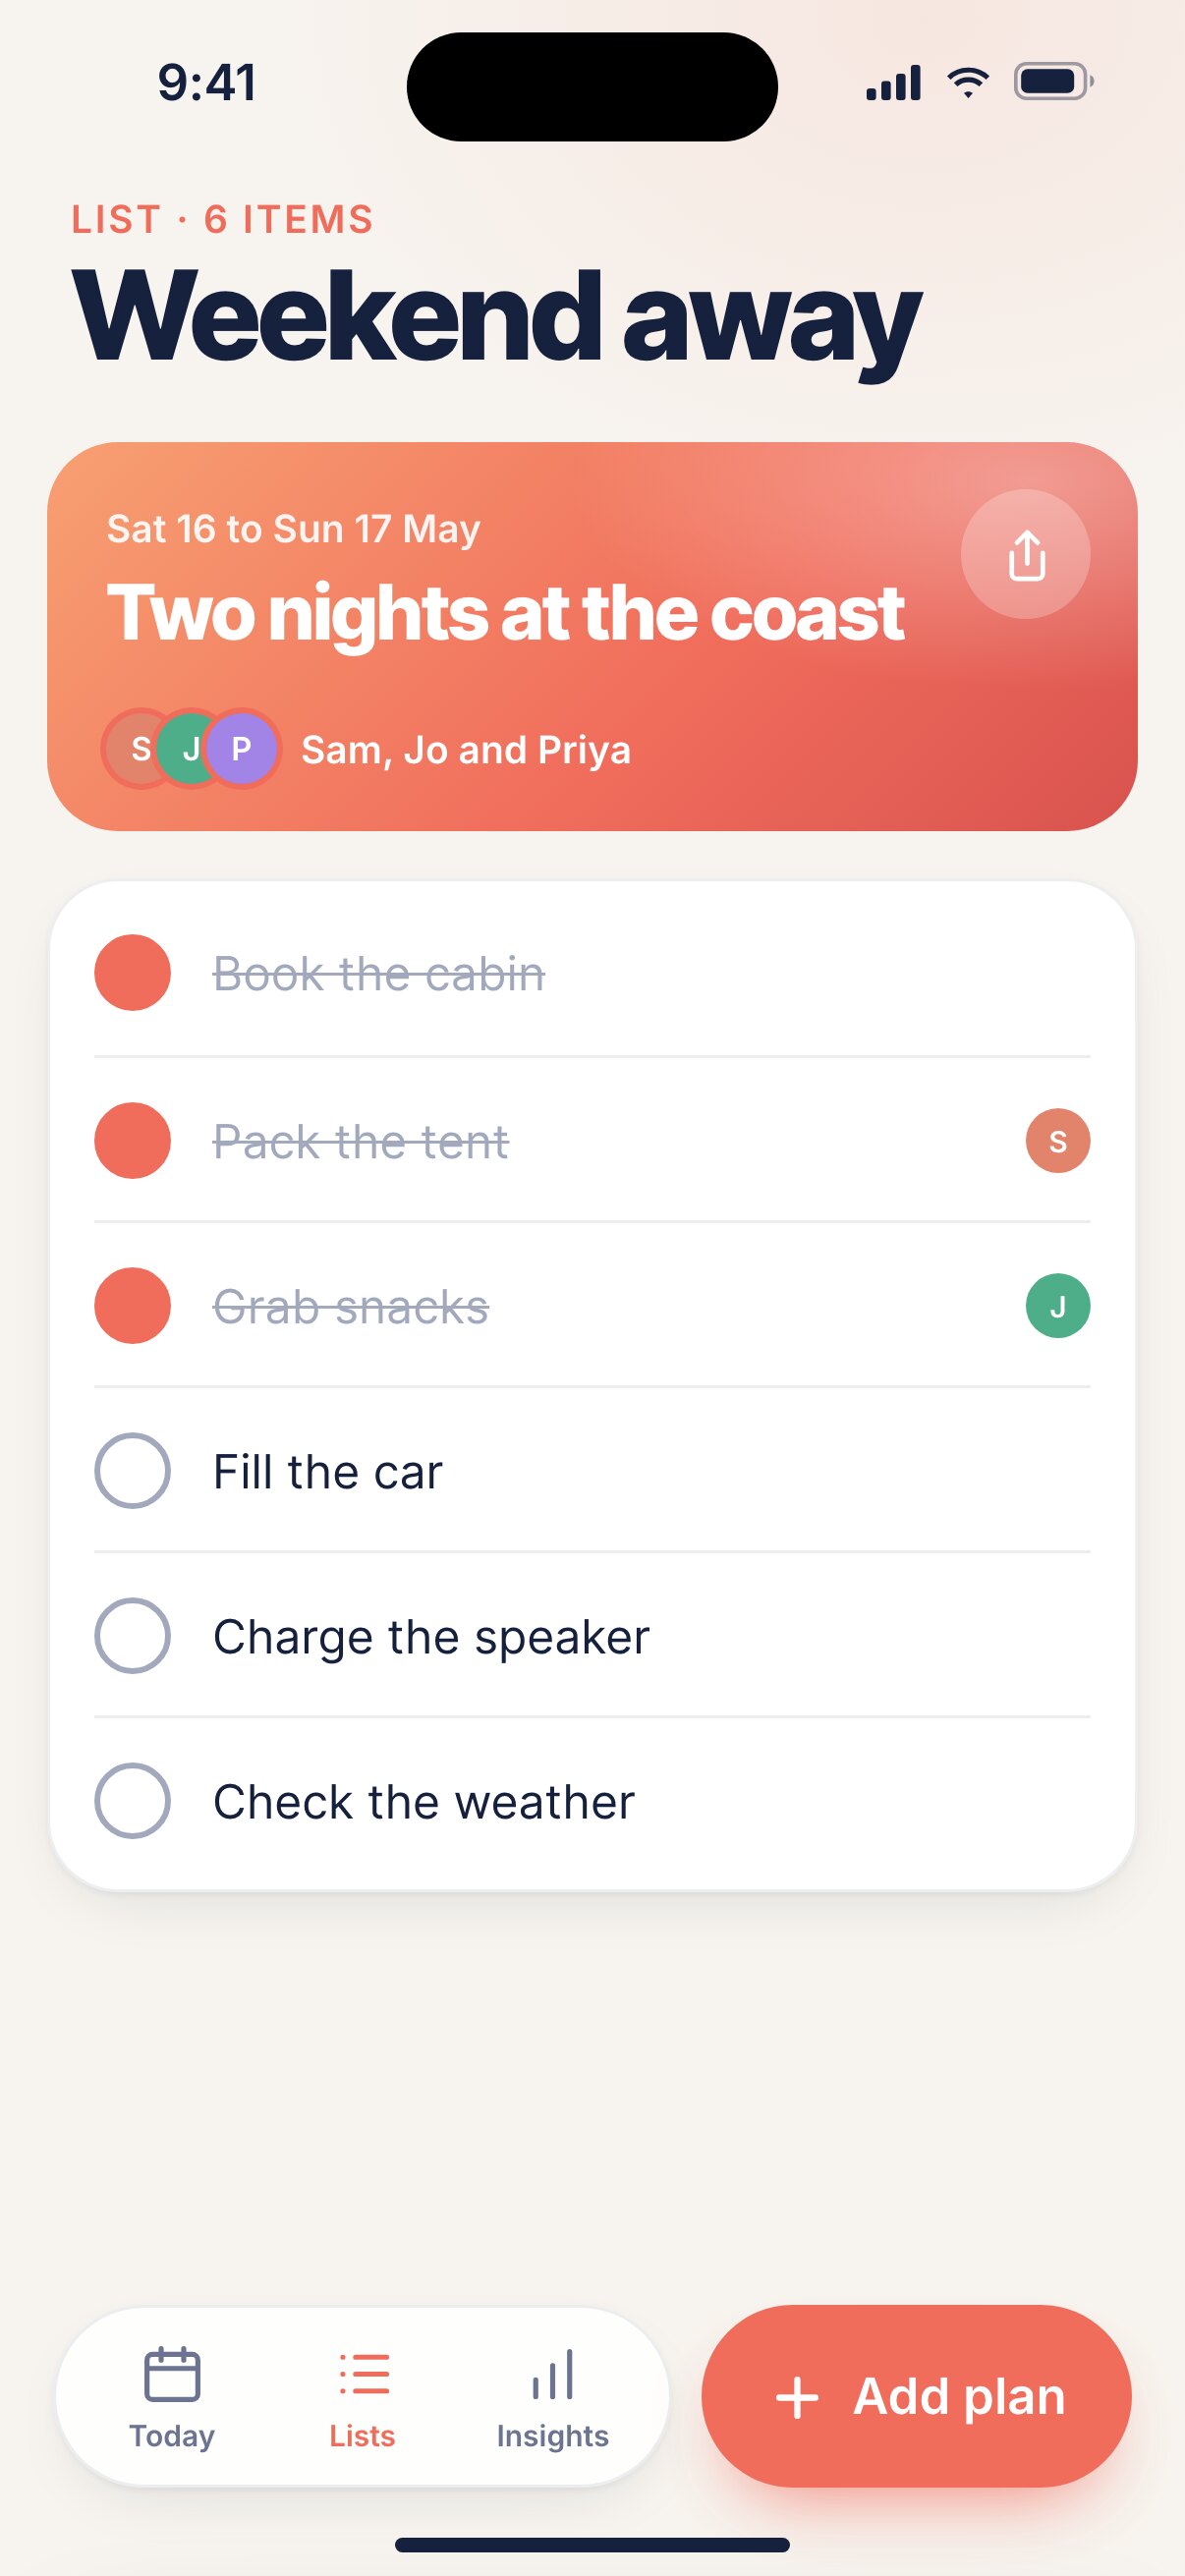 9:41
LIST · 6 ITEMS
Weekend away
Sat 16 to Sun 17 May
Two nights at the coast
S J P Sam, Jo and Priya
Book the cabin
Pack the tent S
Grab snacks J
Fill the car
Charge the speaker
Check the weather
Today Lists Insights + Add plan